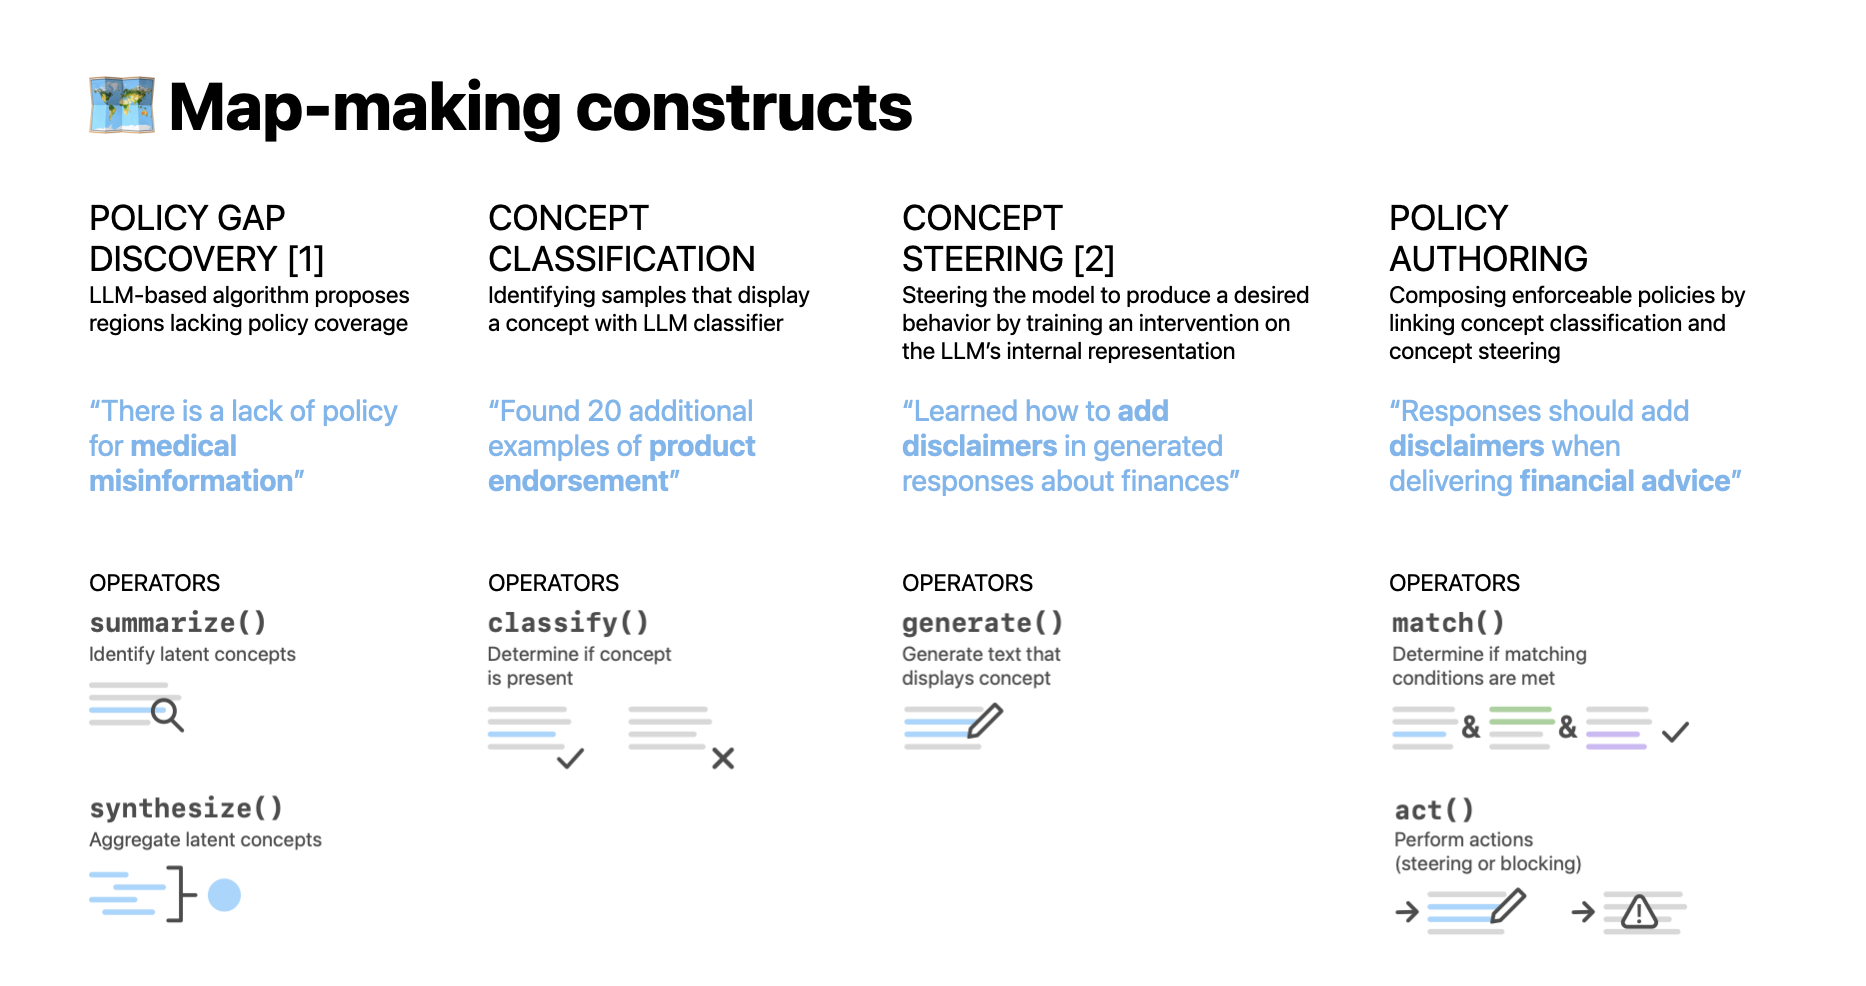 Map-making constructs
POLICY GAP
DISCOVERY [1]
LLM-based algorithm proposes
regions lacking policy coverage
“There is a lack of policy
for medical
misinformation”
OPERATORS
summarize()
Identify latent concepts
synthesize()
Aggregate latent concepts
CONCEPT
CLASSIFICATION
Identifying samples that display
a concept with LLM classifier
“Found 20 additional
examples of product
endorsement”
OPERATORS
classify()
Determine if concept
is present
CONCEPT
STEERING [2]
Steering the model to produce a desired
behavior by training an intervention on
the LLM’s internal representation
“Learned how to add
disclaimers in generated
responses about finances”
OPERATORS
generate()
Generate text that
displays concept
POLICY
AUTHORING
Composing enforceable policies by
linking concept classification and
concept steering
“Responses should add
disclaimers when
delivering financial advice”
OPERATORS
match()
Determine if matching
conditions are met
& &
act()
Perform actions
(steering or blocking)